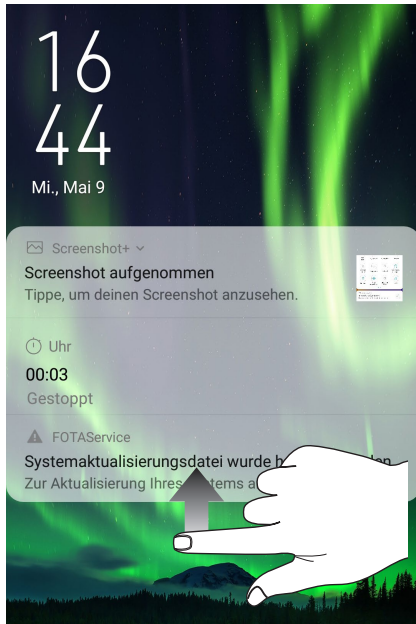 16
44
Mi., Mai 9
Screenshot+
Screenshot aufgenommen
Tippe, um deinen Screenshot anzusehen.
Uhr
00:03
Gestoppt
FOTAService
Systemaktualisierungsdatei wurde
Zur Aktualisierung